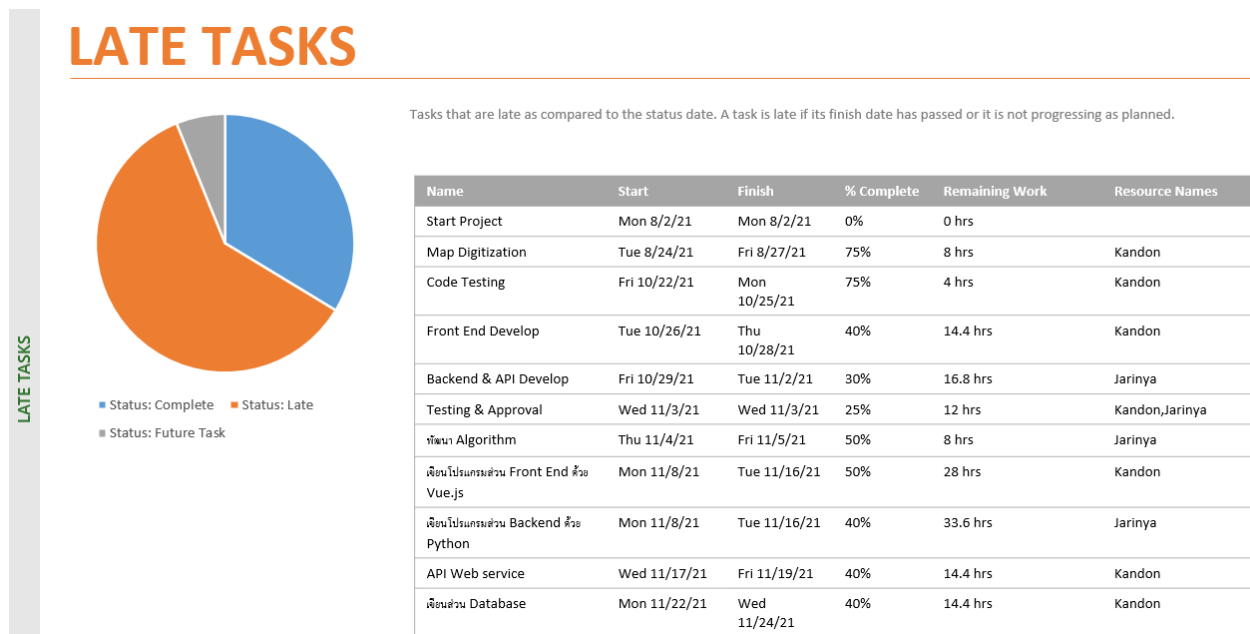 LATE TASKS
LATE TASKS
Tasks that are late as compared to the status date. A task is late if its finish date has passed or it is not progressing as planned.
Status: Complete Status: Late
Status: Future Task
Name Start Finish % Complete Remaining Work Resource Names
Start Project Mon 8/2/21 Mon 8/2/21 0% 0 hrs
Map Digitization Tue 8/24/21 Fri 8/27/21 75% 8 hrs Kandon
Code Testing Fri 10/22/21 Mon 75% 4 hrs Kandon
10/25/21
Front End Develop Tue 10/26/21 Thu 40% 14.4 hrs Kandon
10/28/21
Backend & API Develop Fri 10/29/21 Tue 11/2/21 30% 16.8 hrs Jarinya
Testing & Approval Wed 11/3/21 Wed 11/3/21 25% 12 hrs Kandon,Jarinya
พัฒนา Algorithm Thu 11/4/21 Fri 11/5/21 50% 8 hrs Jarinya
เขียนโปรแกรมส่วน Front End ด้วย Mon 11/8/21 Tue 11/16/21 50% 28 hrs Kandon
Vue.js
เขียนโปรแกรมส่วน Backend ด้วย Mon 11/8/21 Tue 11/16/21 40% 33.6 hrs Jarinya
Python
API Web service Wed 11/17/21 Fri 11/19/21 40% 14.4 hrs Kandon
เขียนส่วน Database Mon 11/22/21 Wed 40% 14.4 hrs Kandon
11/24/21